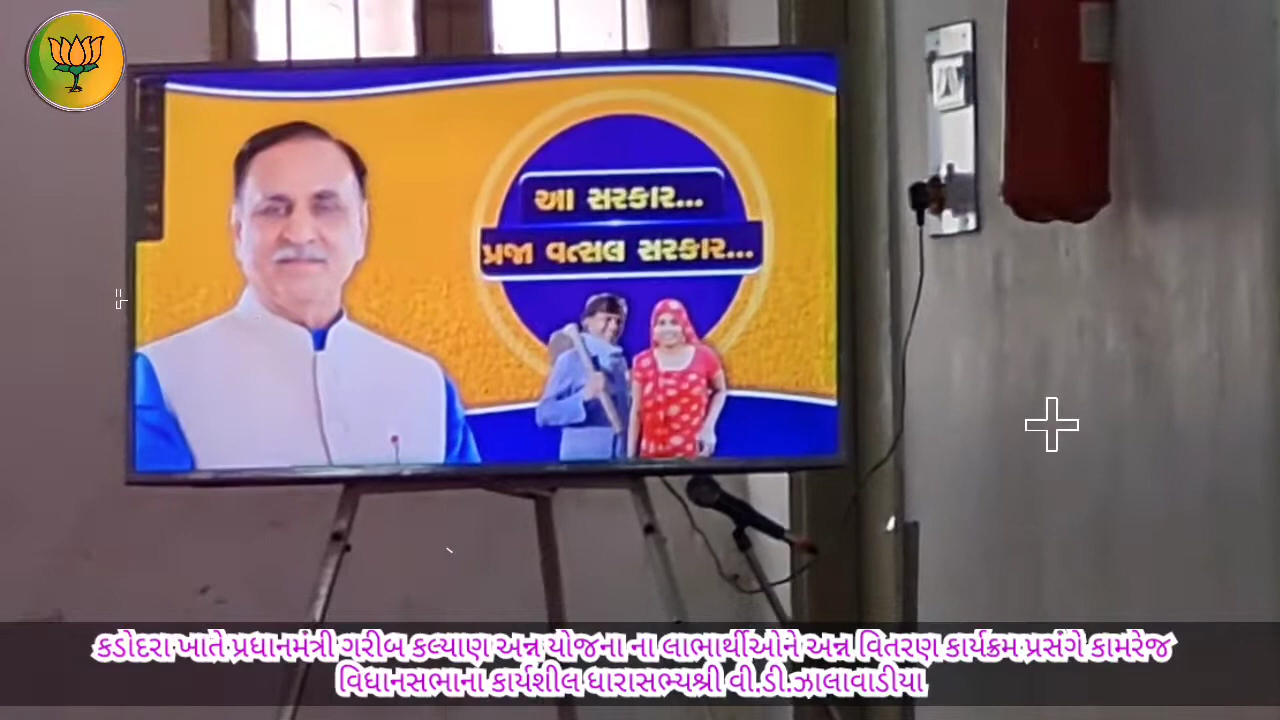 આ સરકાર...
પ્રજા વત્સલ સરકાર...
કડોદરા ખાતે પ્રધાનમંત્રી ગરીબ કલ્યાણ અન્ન યોજના ના લાભાર્થીઓને અન્ન વિતરણ કાર્યક્રમ પ્રસંગે કામરેજ
વિધાનસભાના કાર્યશીલ ધારાસભ્યશ્રી વી.ડી.ઝાલાવાડીયા